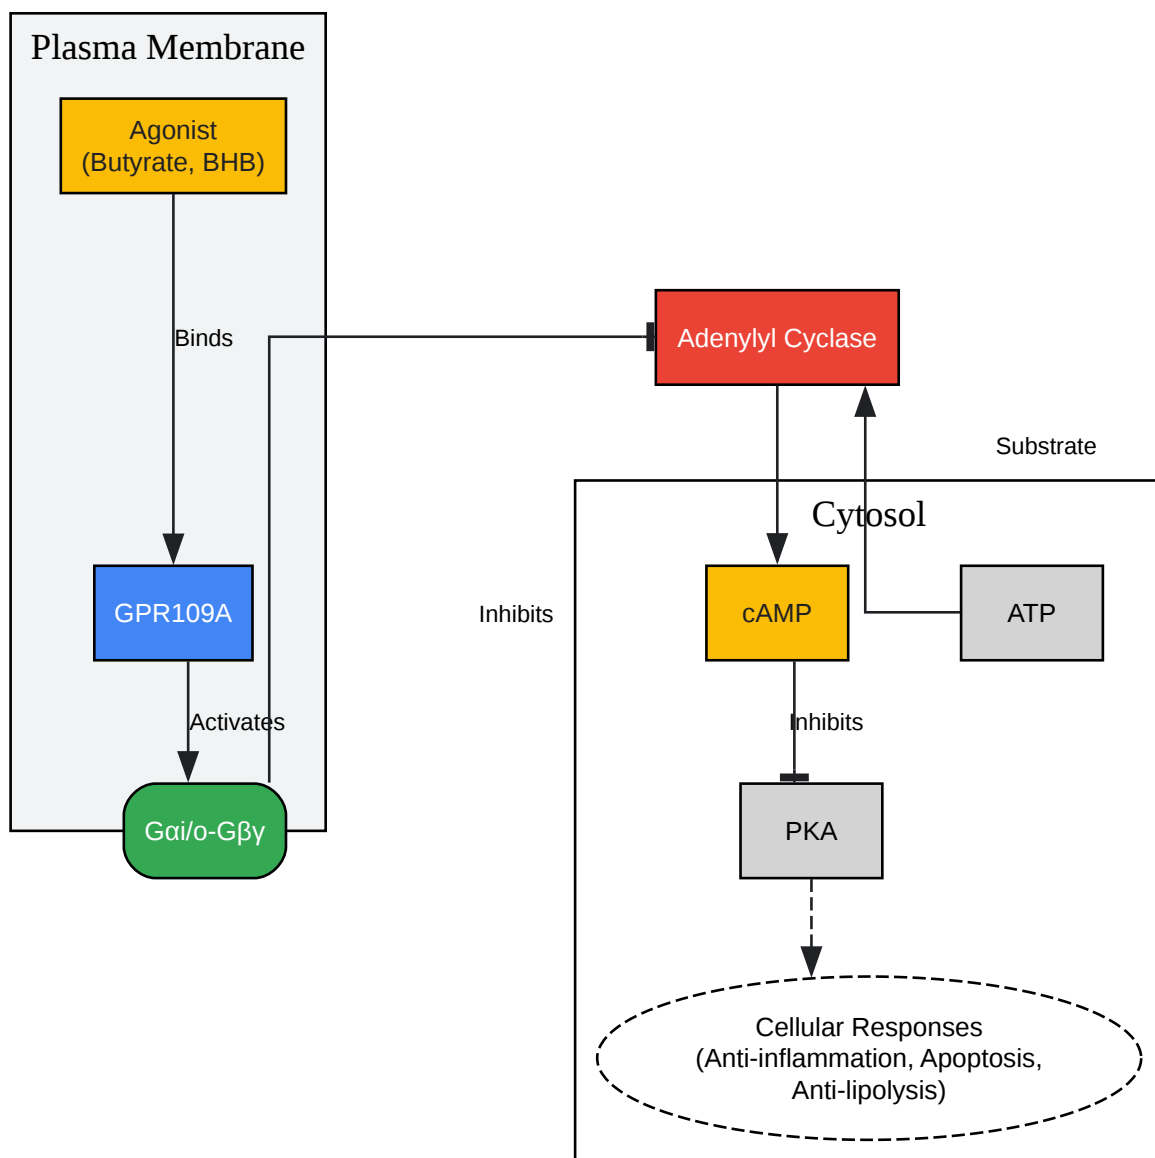 Plasma Membrane
Agonist
(Butyrate, BHB)
Binds
Adenylyl Cyclase
Substrate
Cytosol
GPR109A
Inhibits
cAMP
ATP
Activates
Inhibits
Gαi/o-Gβγ
PKA
Cellular Responses
(Anti-inflammation, Apoptosis,
Anti-lipolysis)